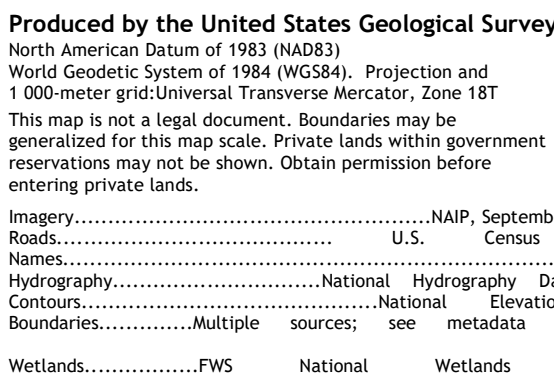 Produced by the United States Geological Survey
North American Datum of 1983 (NAD83)
World Geodetic System of 1984 (WGS84).  Projection and
1 000-meter grid:Universal Transverse Mercator, Zone 18T
This map is not a legal document. Boundaries may be
generalized for this map scale. Private lands within government
reservations may not be shown. Obtain permission before
entering private lands.
Imagery....................................................NAIP,
Roads........................................ U.S. Census
Names....................................................................
Hydrography..............................National Hydrography
Contours...........................................National
Boundaries..............Multiple sources; see metadata
Wetlands.................FWS National Wetlands